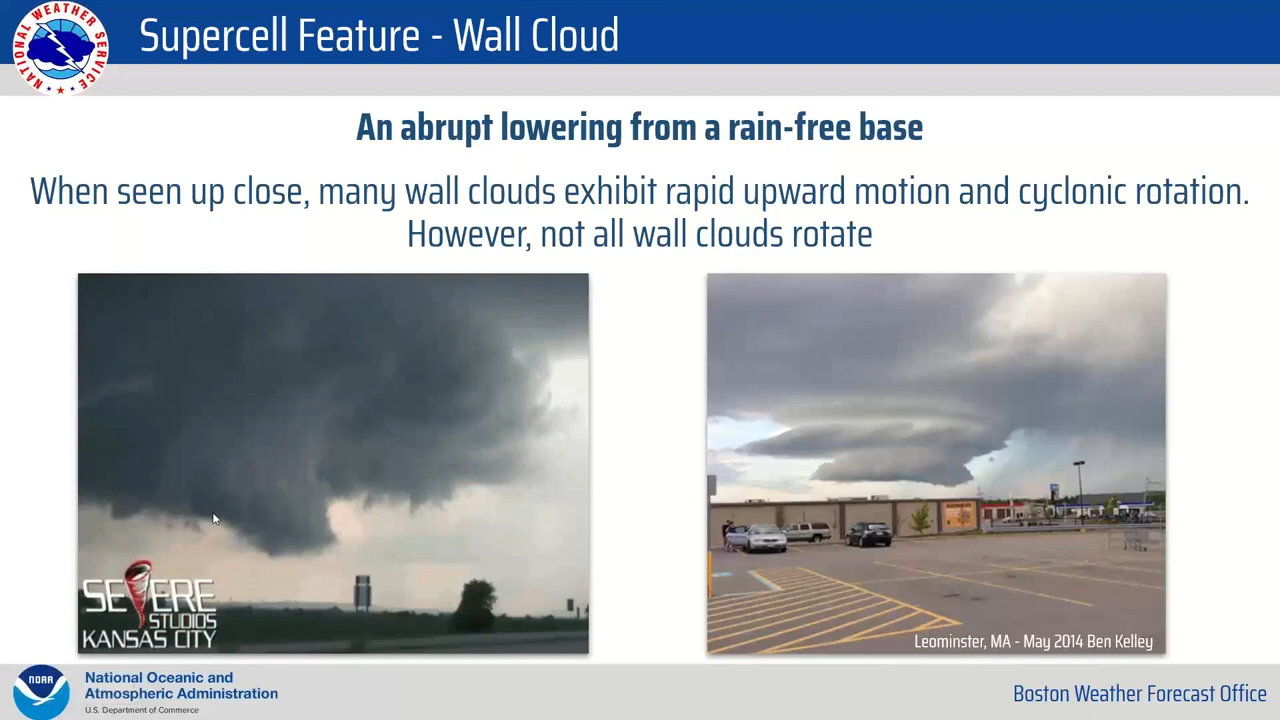 NATIONAL WEATHER SERVICE
Supercell Feature - Wall Cloud
An abrupt lowering from a rain-free base
When seen up close, many wall clouds exhibit rapid upward motion and cyclonic rotation.
However, not all wall clouds rotate
SEVERE
STUDIOS
KANSAS CITY
Leominster, MA - May 2014 Ben Kelley
NOAA
National Oceanic and
Atmospheric Administration
U.S. Department of Commerce
Boston Weather Forecast Office